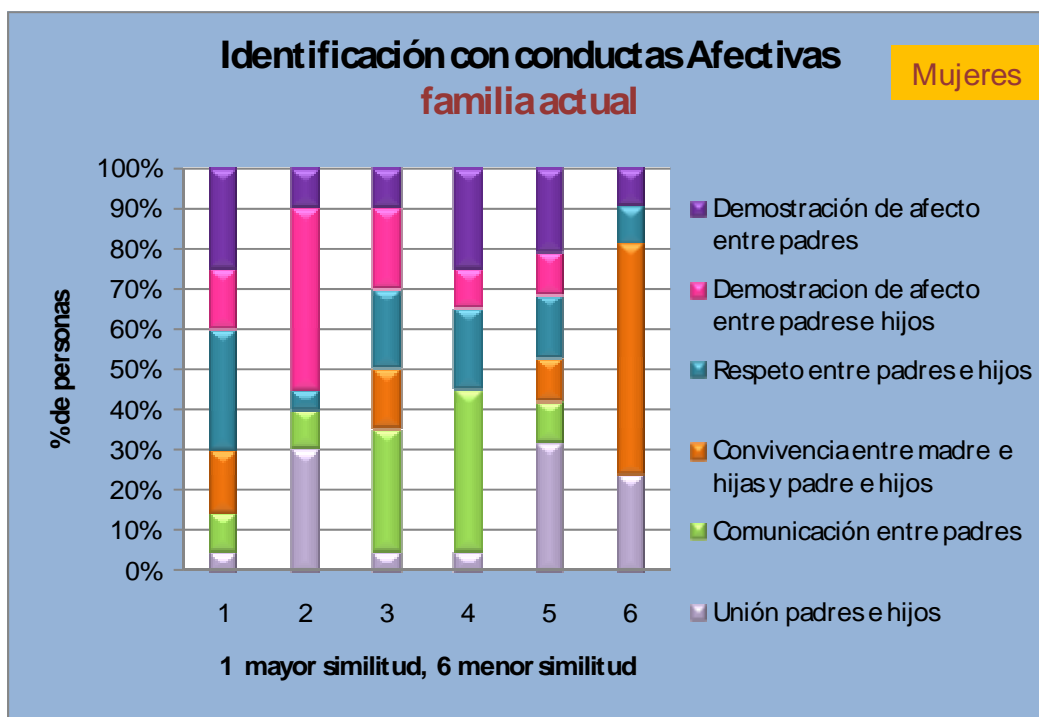 Identificación con conductas Afectivas
familia actual
Mujeres
100%
90%
80%
70%
60%
50%
40%
30%
20%
10%
0%
% de personas
1 2 3 4 5 6
1 mayor similitud, 6 menor similitud
Demostración de afecto
entre padres
Demostracion de afecto
entre padres e hijos
Respeto entre padres e hijos
Convivencia entre madre e
hijas y padre e hijos
Comunicación entre padres
Unión padres e hijos